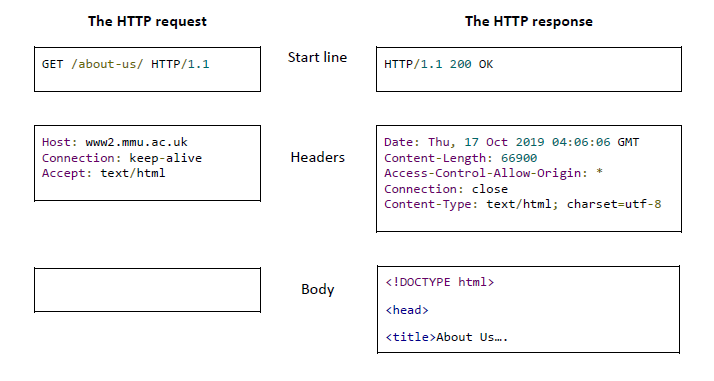 The HTTP request
The HTTP response
GET /about-us/ HTTP/1.1
Start line
HTTP/1.1 200 OK
Host: www2.mmu.ac.uk
Connection: keep-alive
Accept: text/html
Headers
Date: Thu, 17 Oct 2019 04:06:06 GMT
Content-Length: 66900
Access-Control-Allow-Origin: *
Connection: close
Content-Type: text/html; charset=utf-8
Body
<!DOCTYPE html>
<head>
<title>About Us….